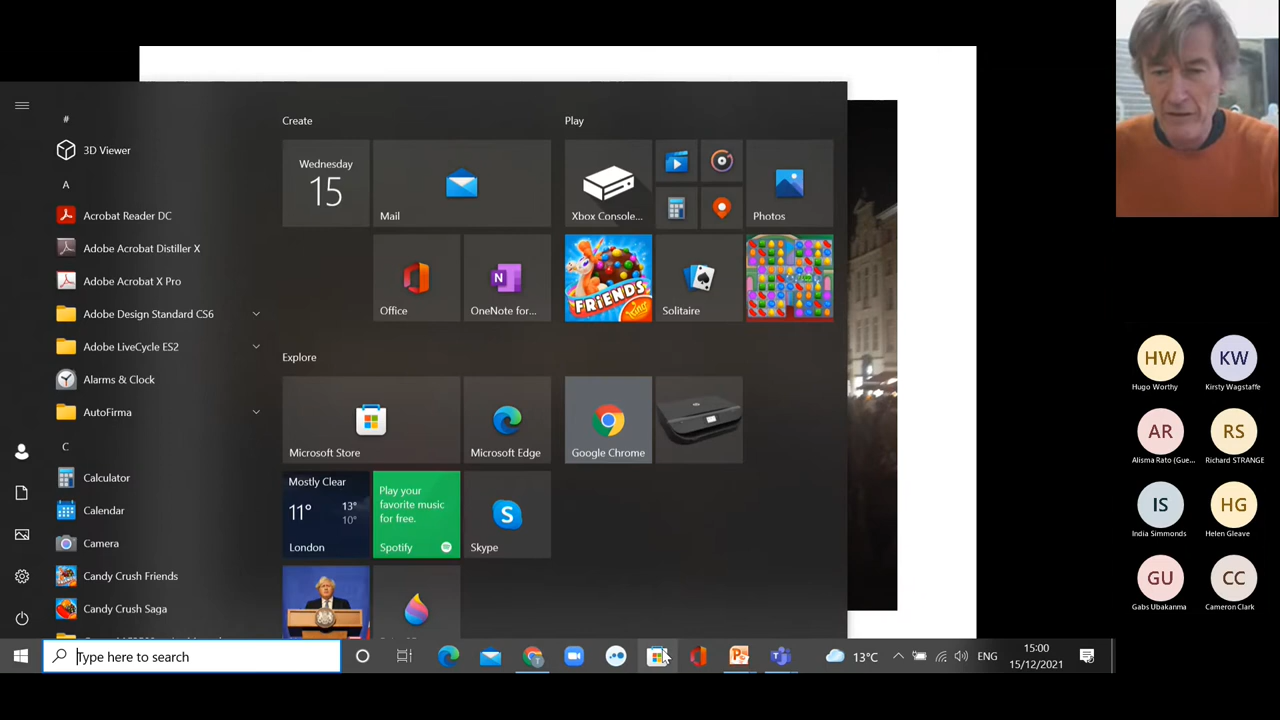 #
3D Viewer
A
Acrobat Reader DC
Adobe Acrobat Distiller X
Adobe Acrobat X Pro
Adobe Design Standard CS6
Adobe LiveCycle ES2
Alarms & Clock
AutoFirma
C
Calculator
Calendar
Camera
Candy Crush Friends
Candy Crush Saga
Create
Wednesday
15
Mail
Office
OneNote for...
Play
Xbox Console...
Photos
FRiENDS
King
Solitaire
Explore
Microsoft Store
Microsoft Edge
Google Chrome
Mostly Clear
11°
13°
10°
London
Play your
favorite music
for free.
Spotify
Skype
Type here to search
13°C
ENG
15:00
15/12/2021
HW
Hugo Worthy
KW
Kirsty Wagstaffe
AR
Alisma Rato (Gue...
RS
Richard STRANGE
IS
India Simmonds
HG
Helen Gleave
GU
Gabs Ubakanma
CC
Cameron Clark